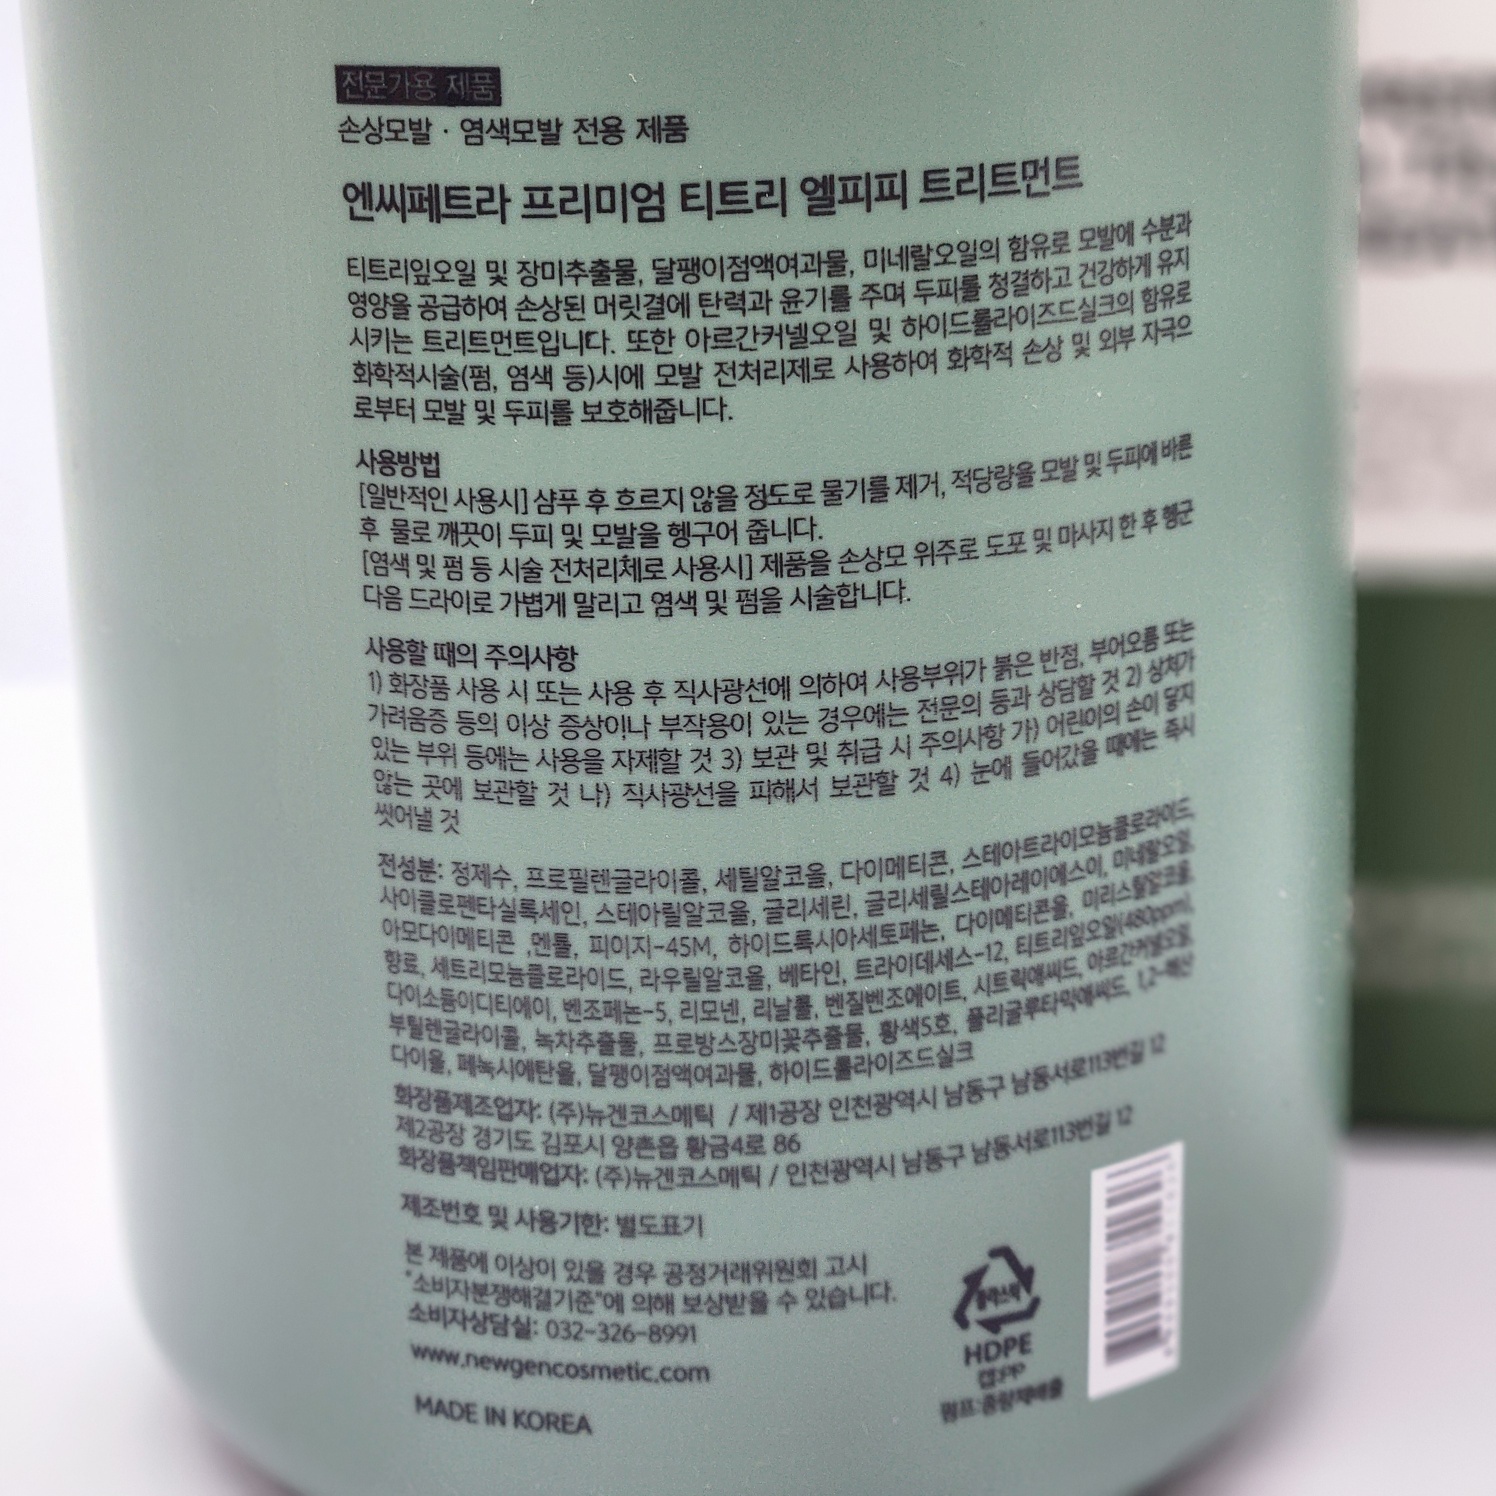 전문가용 제품
손상모발 · 염색모발 전용 제품
엔씨페트라 프리미엄 티트리 엘피피 트리트먼트
티트리잎오일 및 장미추출물, 달팽이점액여과물, 미네랄오일의 함유로 모발에 수분과
영양을 공급하여 손상된 머릿결에 탄력과 윤기를 주며 두피를 청결하고 건강하게 유지
시키는 트리트먼트입니다. 또한 아르간커넬오일 및 하이드롤라이즈드실크의 함유로
화학적시술(펌, 염색 등)시에 모발 전처리제로 사용하여 화학적 손상 및 외부 자극으
로부터 모발 및 두피를 보호해줍니다.
사용방법
[일반적인 사용시] 샴푸 후 흐르지 않을 정도로 물기를 제거, 적당량을 모발 및 두피에 바른
후 물로 깨끗이 두피 및 모발을 헹구어 줍니다.
[염색 및 펌 등 시술 전처리체로 사용시] 제품을 손상모 위주로 도포 및 마사지 한 후 헹군
다음 드라이로 가볍게 말리고 염색 및 펌을 시술합니다.
사용할 때의 주의사항
1) 화장품 사용 시 또는 사용 후 직사광선에 의하여 사용부위가 붉은 반점, 부어오름 또는
가려움증 등의 이상 증상이나 부작용이 있는 경우에는 전문의 등과 상담할 것 2) 상처가
있는 부위 등에는 사용을 자제할 것 3) 보관 및 취급 시 주의사항 가) 어린이의 손이 닿지
않는 곳에 보관할 것 나) 직사광선을 피해서 보관할 것 4) 눈에 들어갔을 때에는 즉시
씻어낼 것
전성분: 정제수, 프로필렌글라이콜, 세틸알코올, 다이메티콘, 스테아트라이모늄클로라이드,
사이클로펜타실록세인, 스테아릴알코올, 글리세린, 글리세릴스테아레이에스이, 미네랄오일,
아모다이메티콘 ,멘톨, 피이지-45M, 하이드록시아세토페논, 다이메티콘올, 미리스틸알코올,
향료, 세트리모늄클로라이드, 라우릴알코올, 베타인, 트라이데세스-12, 티트리잎오일(480ppm),
다이소듐이디티에이, 벤조페논-5, 리모넨, 리날롤, 벤질벤조에이트, 시트릭애씨드, 아르간커넬오일,
부틸렌글라이콜, 녹차추출물, 프로방스장미꽃추출물, 황색5호, 폴리글루타믹애씨드, 1,2-헥산
다이올, 페녹시에탄올, 달팽이점액여과물, 하이드롤라이즈드실크
화장품제조업자: (주)뉴겐코스메틱 / 제1공장 인천광역시 남동구 남동서로113번길 12
제2공장 경기도 김포시 양촌읍 황금4로 86
화장품책임판매업자: (주)뉴겐코스메틱 / 인천광역시 남동구 남동서로113번길 12
제조번호 및 사용기한: 별도표기
본 제품에 이상이 있을 경우 공정거래위원회 고시
"소비자분쟁해결기준"에 의해 보상받을 수 있습니다.
소비자상담실: 032-326-8991
www.newgencosmetic.com
MADE IN KOREA
플라스틱
HDPE
캡:PP
펌프:종량제배출